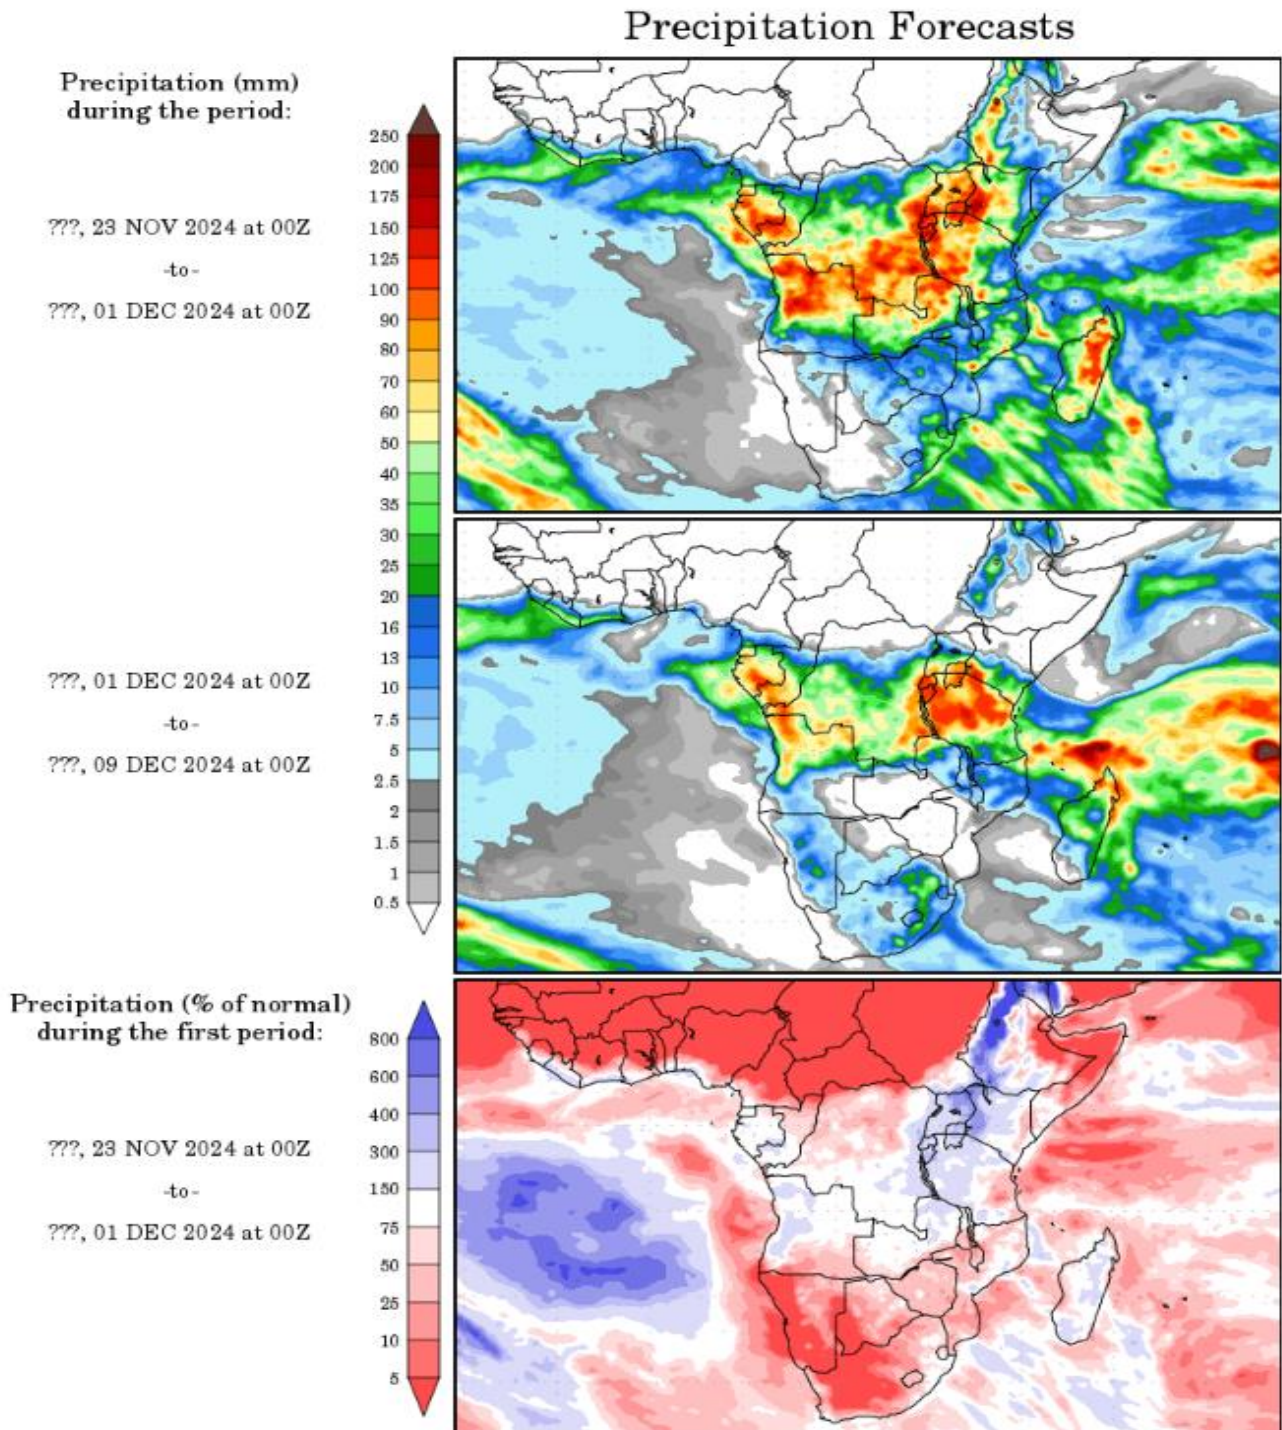 Precipitation Forecasts
Precipitation (mm)
during the period:
???, 23 NOV 2024 at 00Z
-to-
???, 01 DEC 2024 at 00Z
???, 01 DEC 2024 at 00Z
-to-
???, 09 DEC 2024 at 00Z
250
200
175
150
125
100
90
80
70
60
50
40
35
30
25
20
16
13
10
7.5
5
2.5
2
1.5
1
0.5
Precipitation (% of normal)
during the first period:
???, 23 NOV 2024 at 00Z
-to-
???, 01 DEC 2024 at 00Z
800
600
400
300
150
75
50
25
10
5